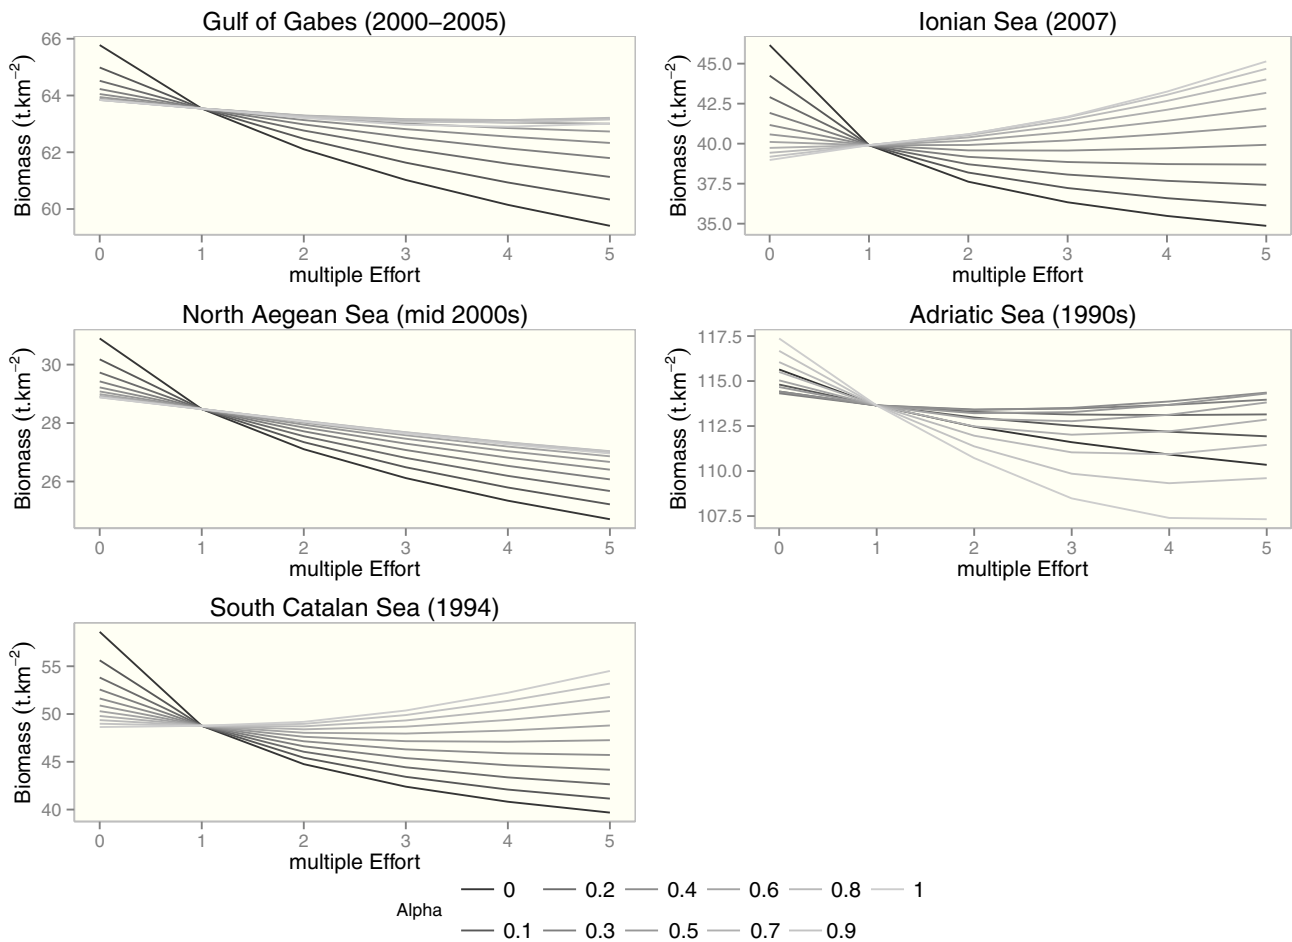 Gulf of Gabes (2000−2005)
Biomass (t.km−2)
66
64
62
60
0 1 2 3 4 5
multiple Effort
Ionian Sea (2007)
Biomass (t.km−2)
45.0
42.5
40.0
37.5
35.0
0 1 2 3 4 5
multiple Effort
North Aegean Sea (mid 2000s)
Biomass (t.km−2)
30
28
26
0 1 2 3 4 5
multiple Effort
Adriatic Sea (1990s)
Biomass (t.km−2)
117.5
115.0
112.5
110.0
107.5
0 1 2 3 4 5
multiple Effort
South Catalan Sea (1994)
Biomass (t.km−2)
55
50
45
40
0 1 2 3 4 5
multiple Effort
Alpha
0 0.2 0.4 0.6 0.8 1
0.1 0.3 0.5 0.7 0.9